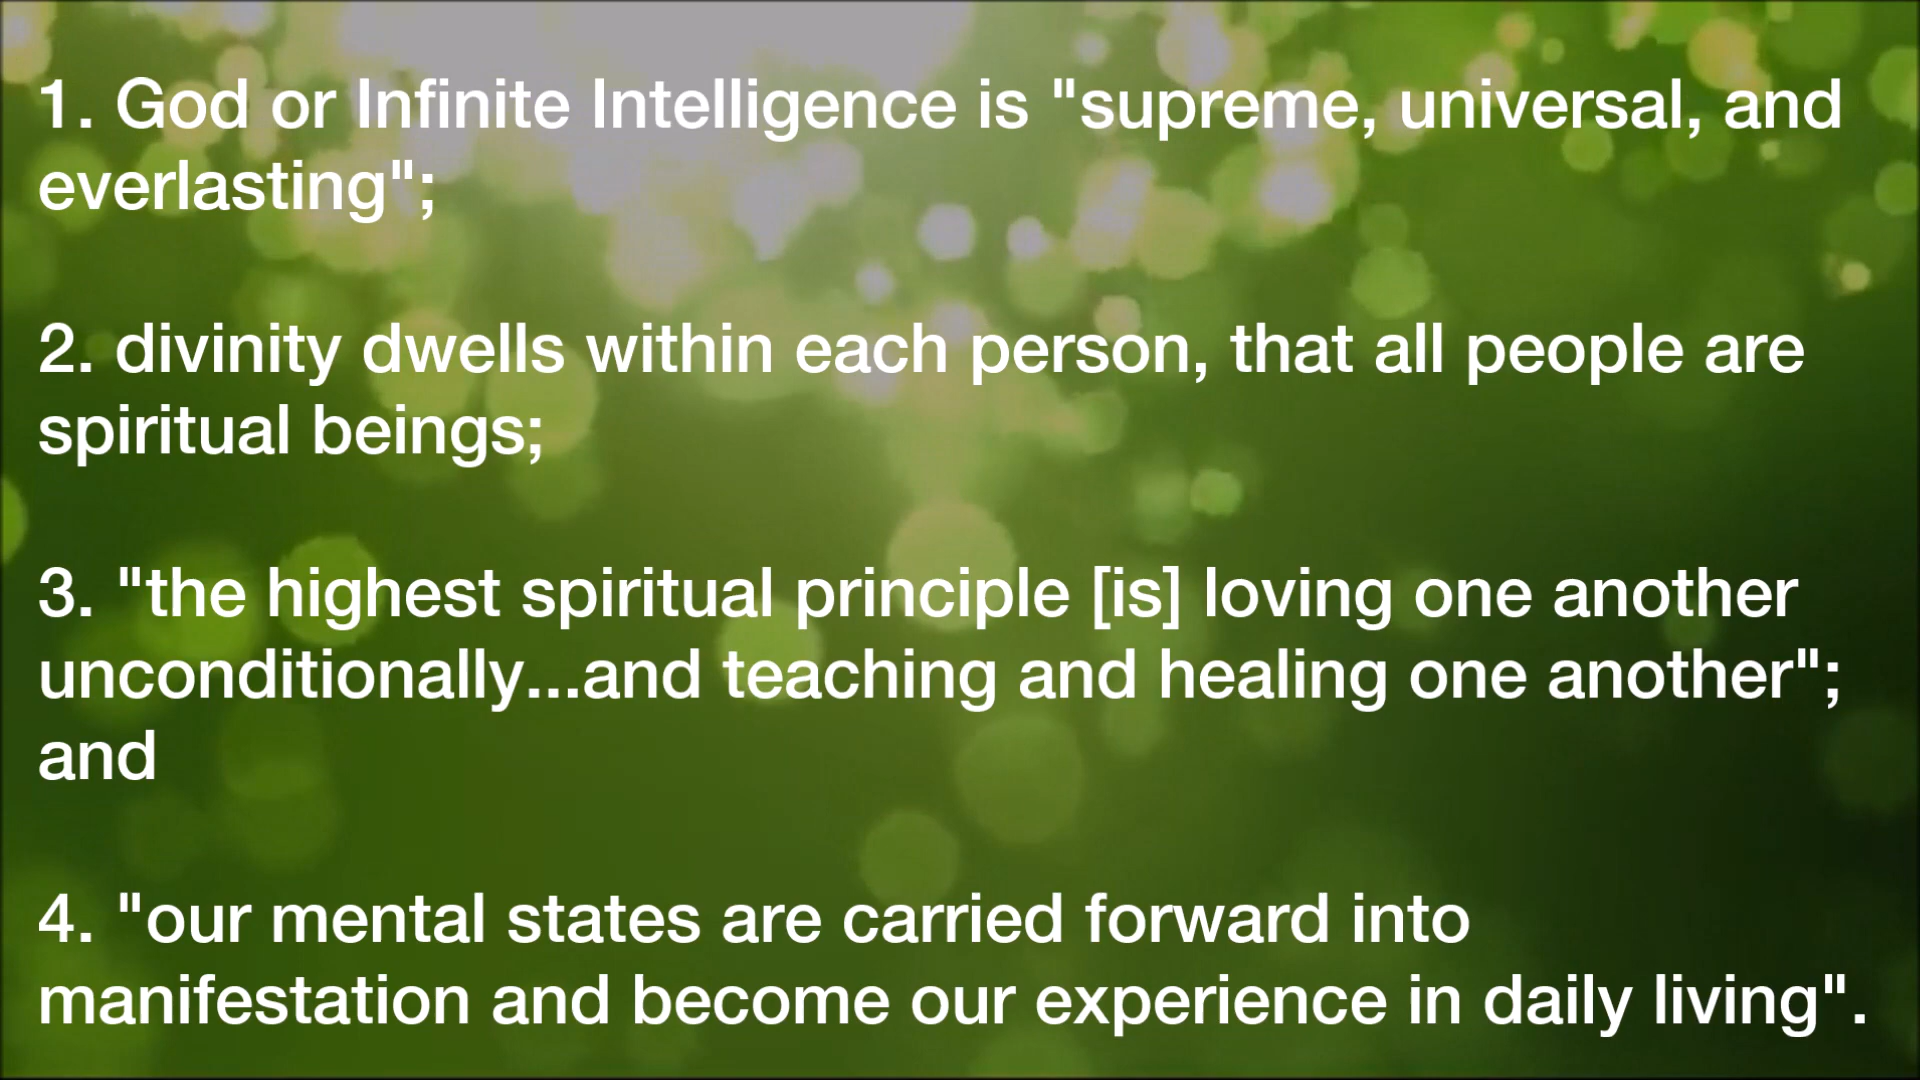 1. God or Infinite Intelligence is "supreme, universal, and
everlasting";
2. divinity dwells within each person, that all people are
spiritual beings;
3. "the highest spiritual principle [is] loving one another
unconditionally...and teaching and healing one another";
and
4. "our mental states are carried forward into
manifestation and become our experience in daily living".